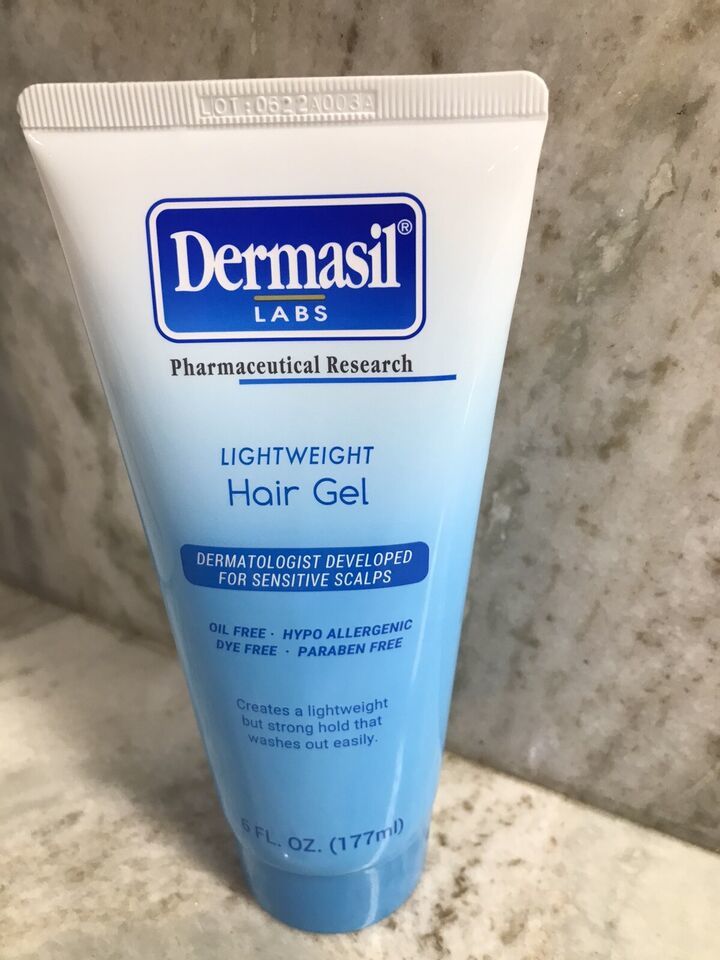 LOT:0622A003A
Dermasil®
LABS
Pharmaceutical Research
LIGHTWEIGHT
Hair Gel
DERMATOLOGIST DEVELOPED
FOR SENSITIVE SCALPS
OIL FREE · HYPO ALLERGENIC
DYE FREE · PARABEN FREE
Creates a lightweight
but strong hold that
washes out easily.
6 FL. OZ. (177ml)